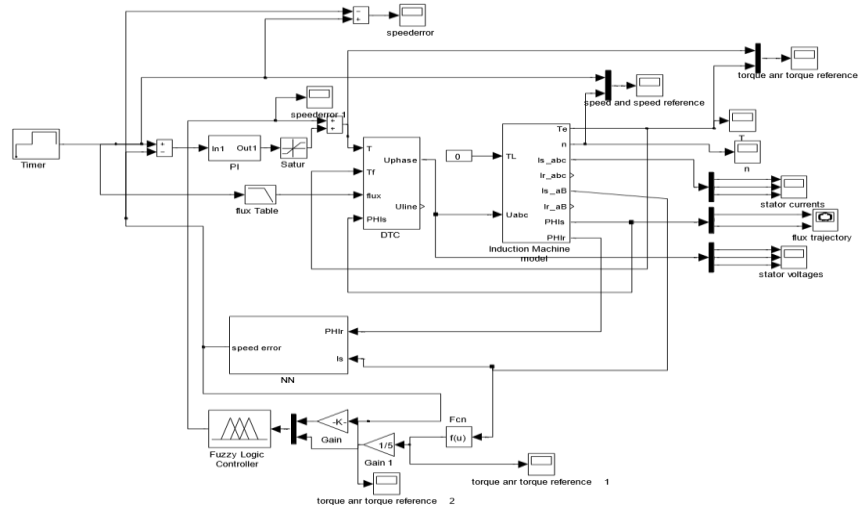 speederror
torque anr torque reference
speederror 1
speed and speed reference
Timer
In1
Out1
PI
Satur
flux Table
T
Tf
flux
PHIs
Uphase
Uline
DTC
0
TL
Uabc
Te
n
Is_abc
Ir_abc
Is_aB
Ir_aB
PHIs
PHIr
Induction Machine
model
T
n
stator currents
flux trajectory
stator voltages
speed error
PHIr
Is
NN
Fuzzy Logic
Controller
-K-
Gain
1/5
Gain 1
Fcn
f(u)
torque anr torque reference 1
torque anr torque reference 2